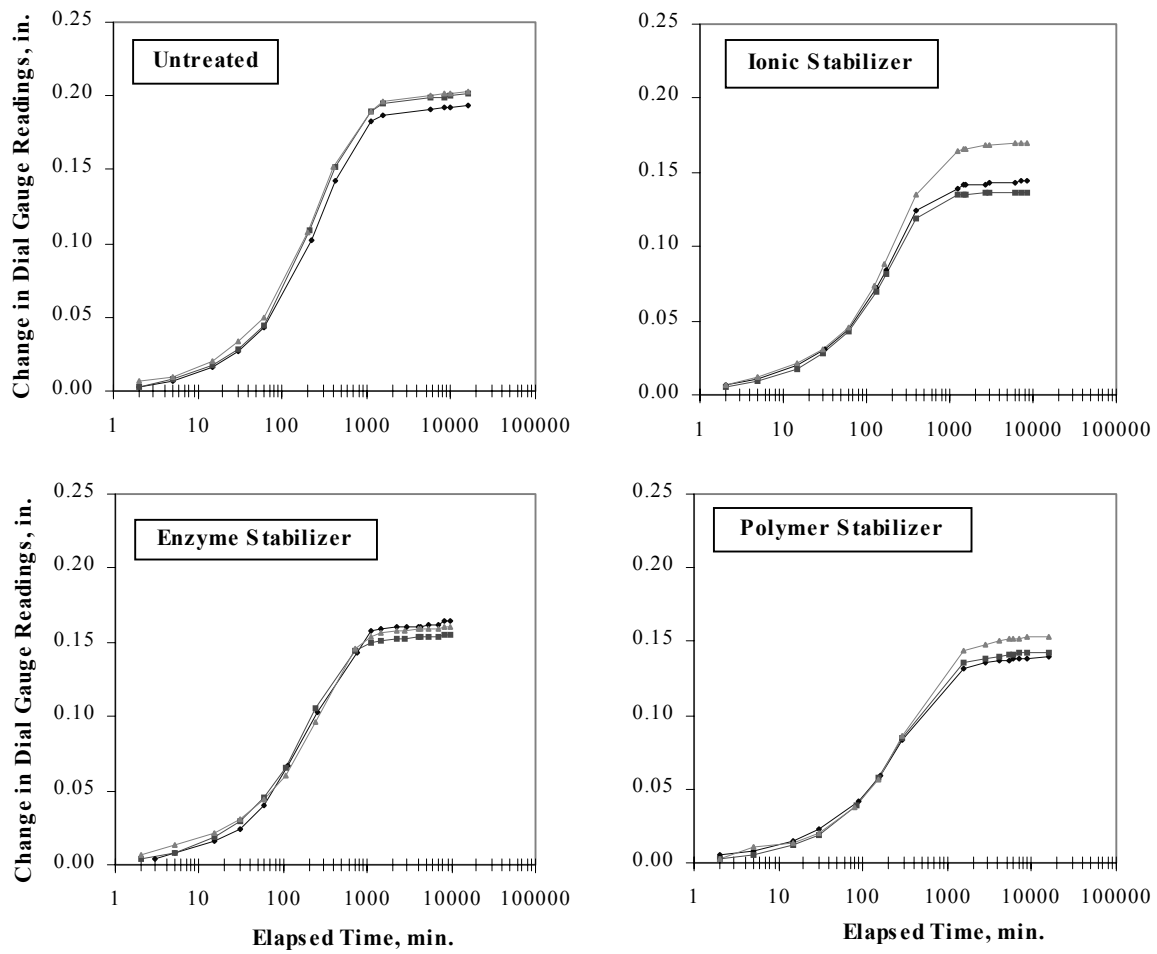 Change in Dial Gauge Readings, in.
0.25
0.20
0.15
0.10
0.05
0.00
Untreated
1 10 100 1000 10000 100000
0.25
0.20
0.15
0.10
0.05
0.00
Ionic Stabilizer
1 10 100 1000 10000 100000
Change in Dial Gauge Readings, in.
0.25
0.20
0.15
0.10
0.05
0.00
Enzyme Stabilizer
1 10 100 1000 10000 100000
Elapsed Time, min.
0.25
0.20
0.15
0.10
0.05
0.00
Polymer Stabilizer
1 10 100 1000 10000 100000
Elapsed Time, min.